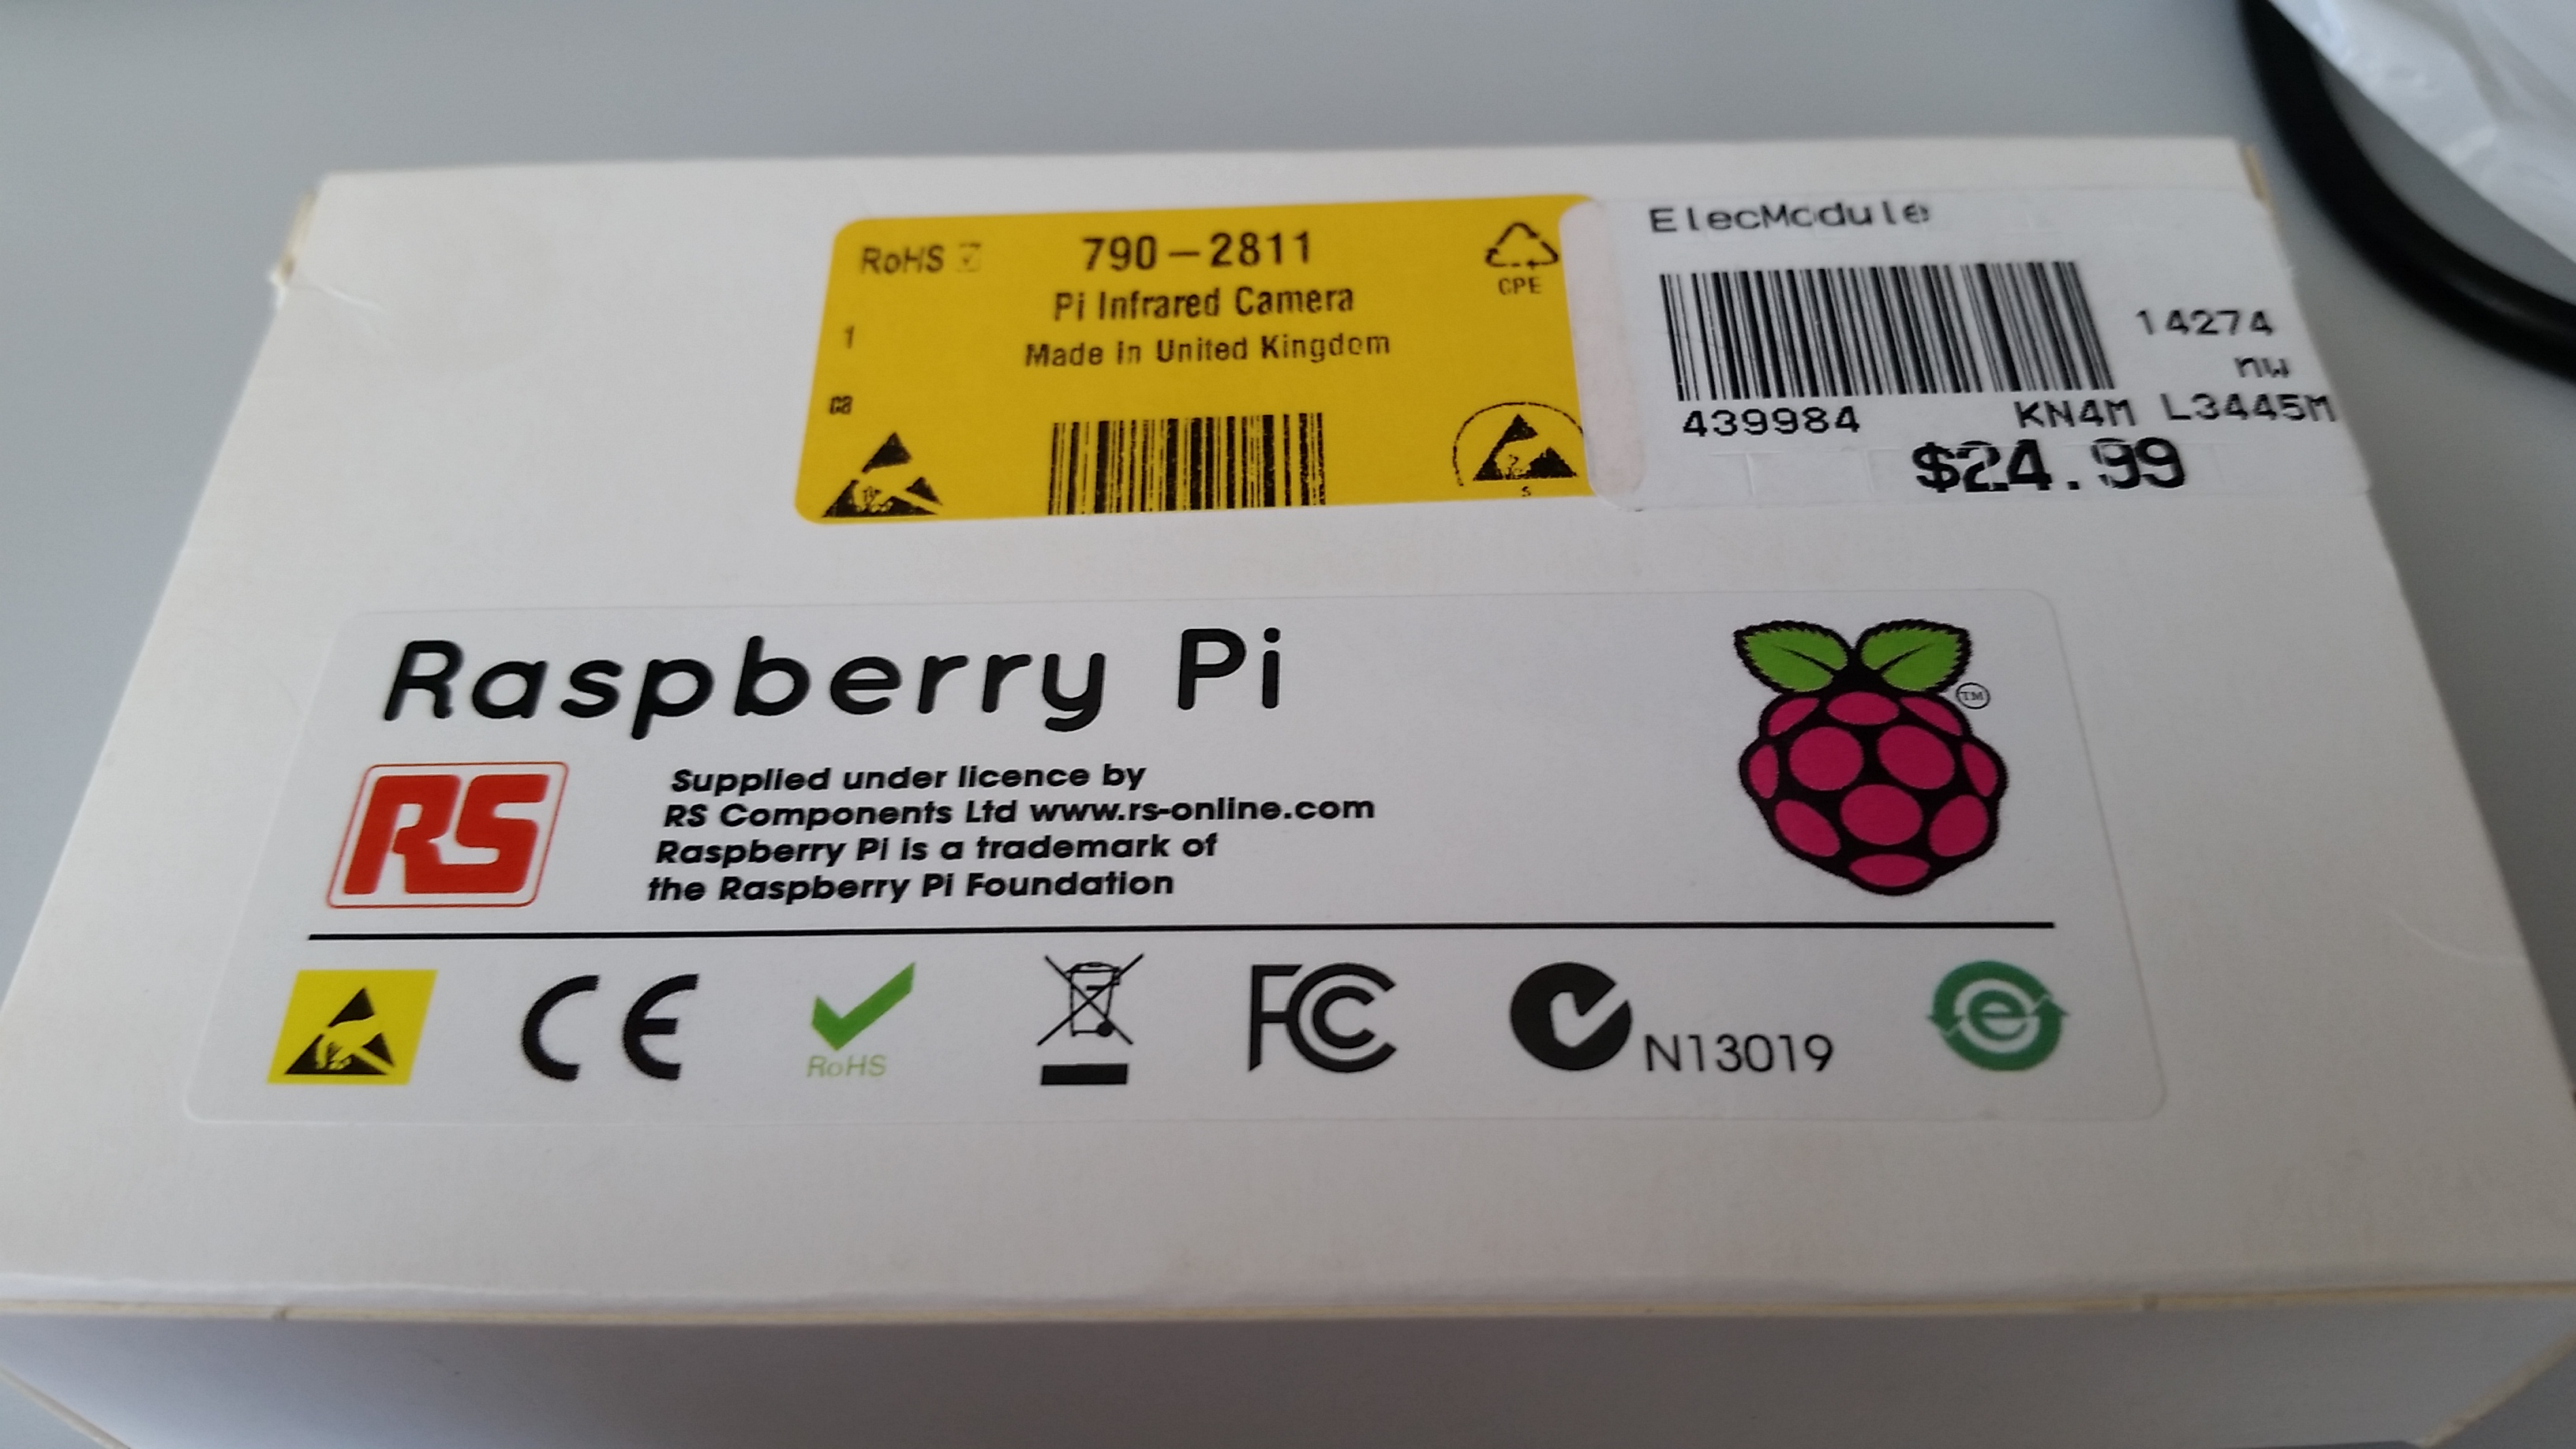 RoHS
790-2811
Pi Infrared Camera
Made In United Kingdom
1
ca
CPE
S
ElecModule
14274
nw
439984 KN4M L3445M
$24.99
Raspberry Pi
TM
RS
Supplied under licence by
RS Components Ltd www.rs-online.com
Raspberry Pi is a trademark of
the Raspberry Pi Foundation
CE
RoHS
FC
N13019
e